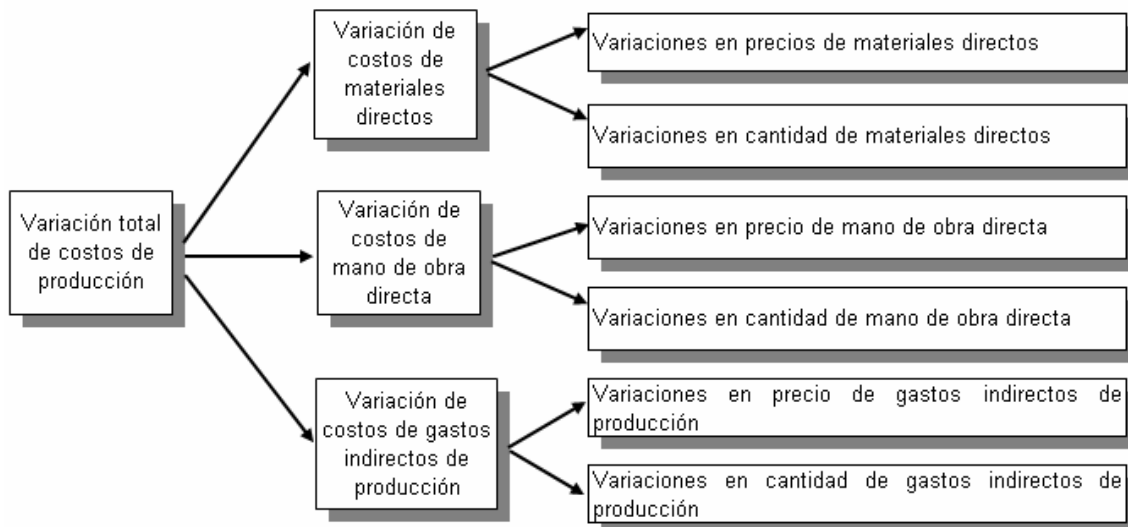 Variación total
de costos de
producción
Variación de
costos de
materiales
directos
Variaciones en precios de materiales directos
Variaciones en cantidad de materiales directos
Variación de
costos de
mano de obra
directa
Variaciones en precio de mano de obra directa
Variaciones en cantidad de mano de obra directa
Variación de
costos de gastos
indirectos de
producción
Variaciones en precio de gastos indirectos de
producción
Variaciones en cantidad de gastos indirectos de
producción